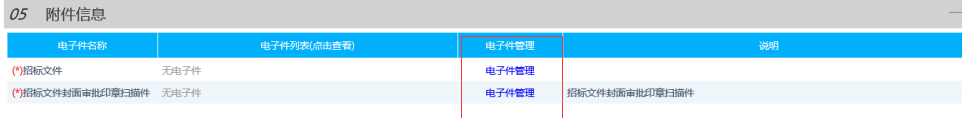 05 附件信息
电子件名称 电子件列表(点击查看) 电子件管理 说明
(*)招标文件 无电子件 电子件管理
(*)招标文件封面审批印章扫描件 无电子件 电子件管理 招标文件封面审批印章扫描件